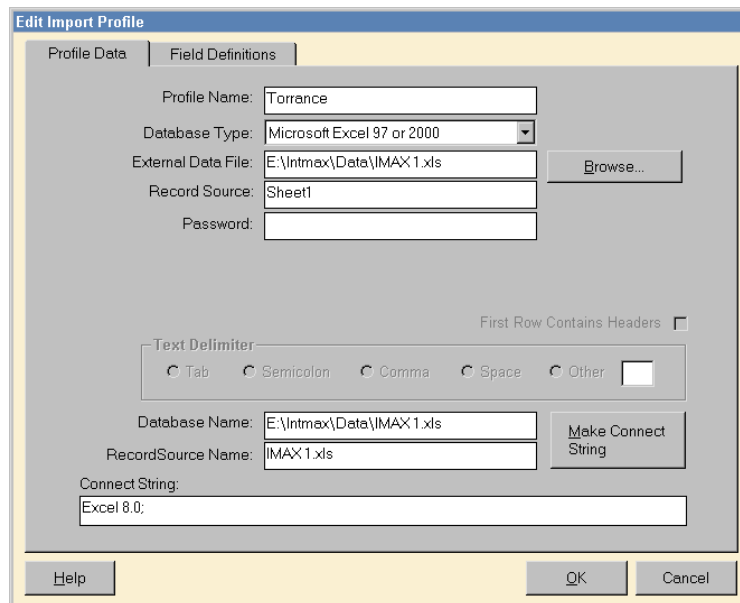 Edit Import Profile
Profile Data Field Definitions
Profile Name: Torrance
Database Type: Microsoft Excel 97 or 2000
External Data File: E:\Intmax\Data\IMAX1.xls Browse...
Record Source: Sheet1
Password:
First Row Contains Headers
Text Delimiter
Tab Semicolon Comma Space Other
Database Name: E:\Intmax\Data\IMAX1.xls
RecordSource Name: IMAX1.xls
Make Connect
String
Connect String:
Excel 8.0;
Help OK Cancel